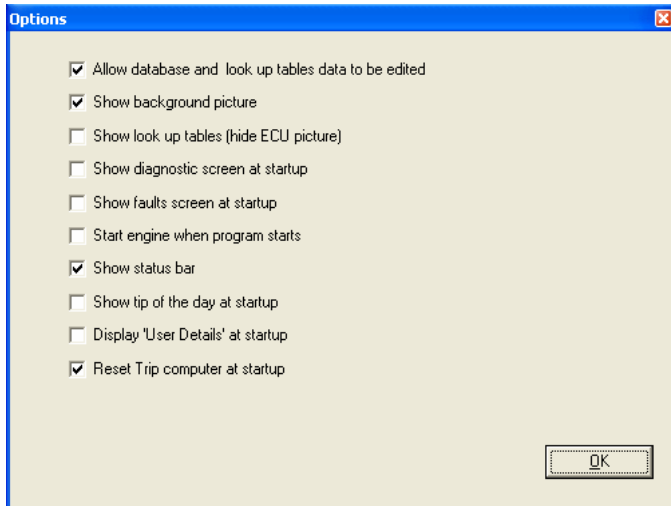 Options
Allow database and look up tables data to be edited
Show background picture
Show look up tables (hide ECU picture)
Show diagnostic screen at startup
Show faults screen at startup
Start engine when program starts
Show status bar
Show tip of the day at startup
Display 'User Details' at startup
Reset Trip computer at startup
OK